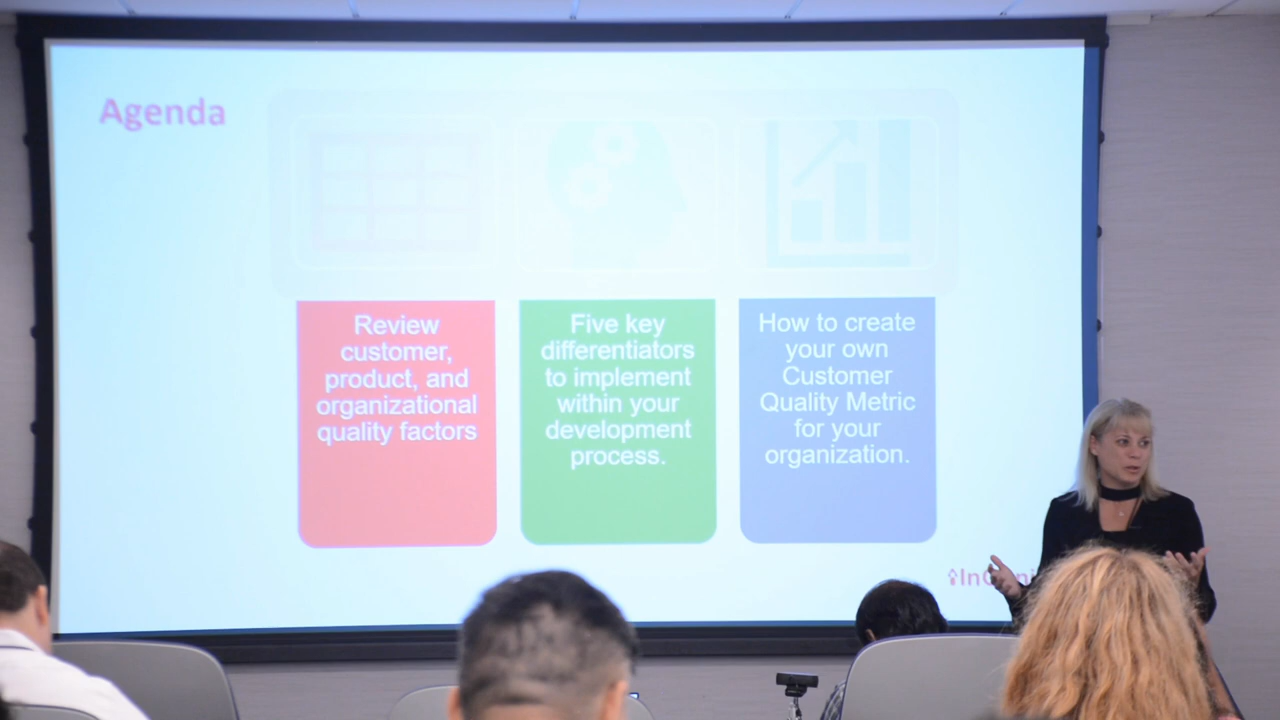 Agenda
Review
customer,
product, and
organizational
quality factors
Five key
differentiators
to implement
within your
development
process.
How to create
your own
Customer
Quality Metric
for your
organization.